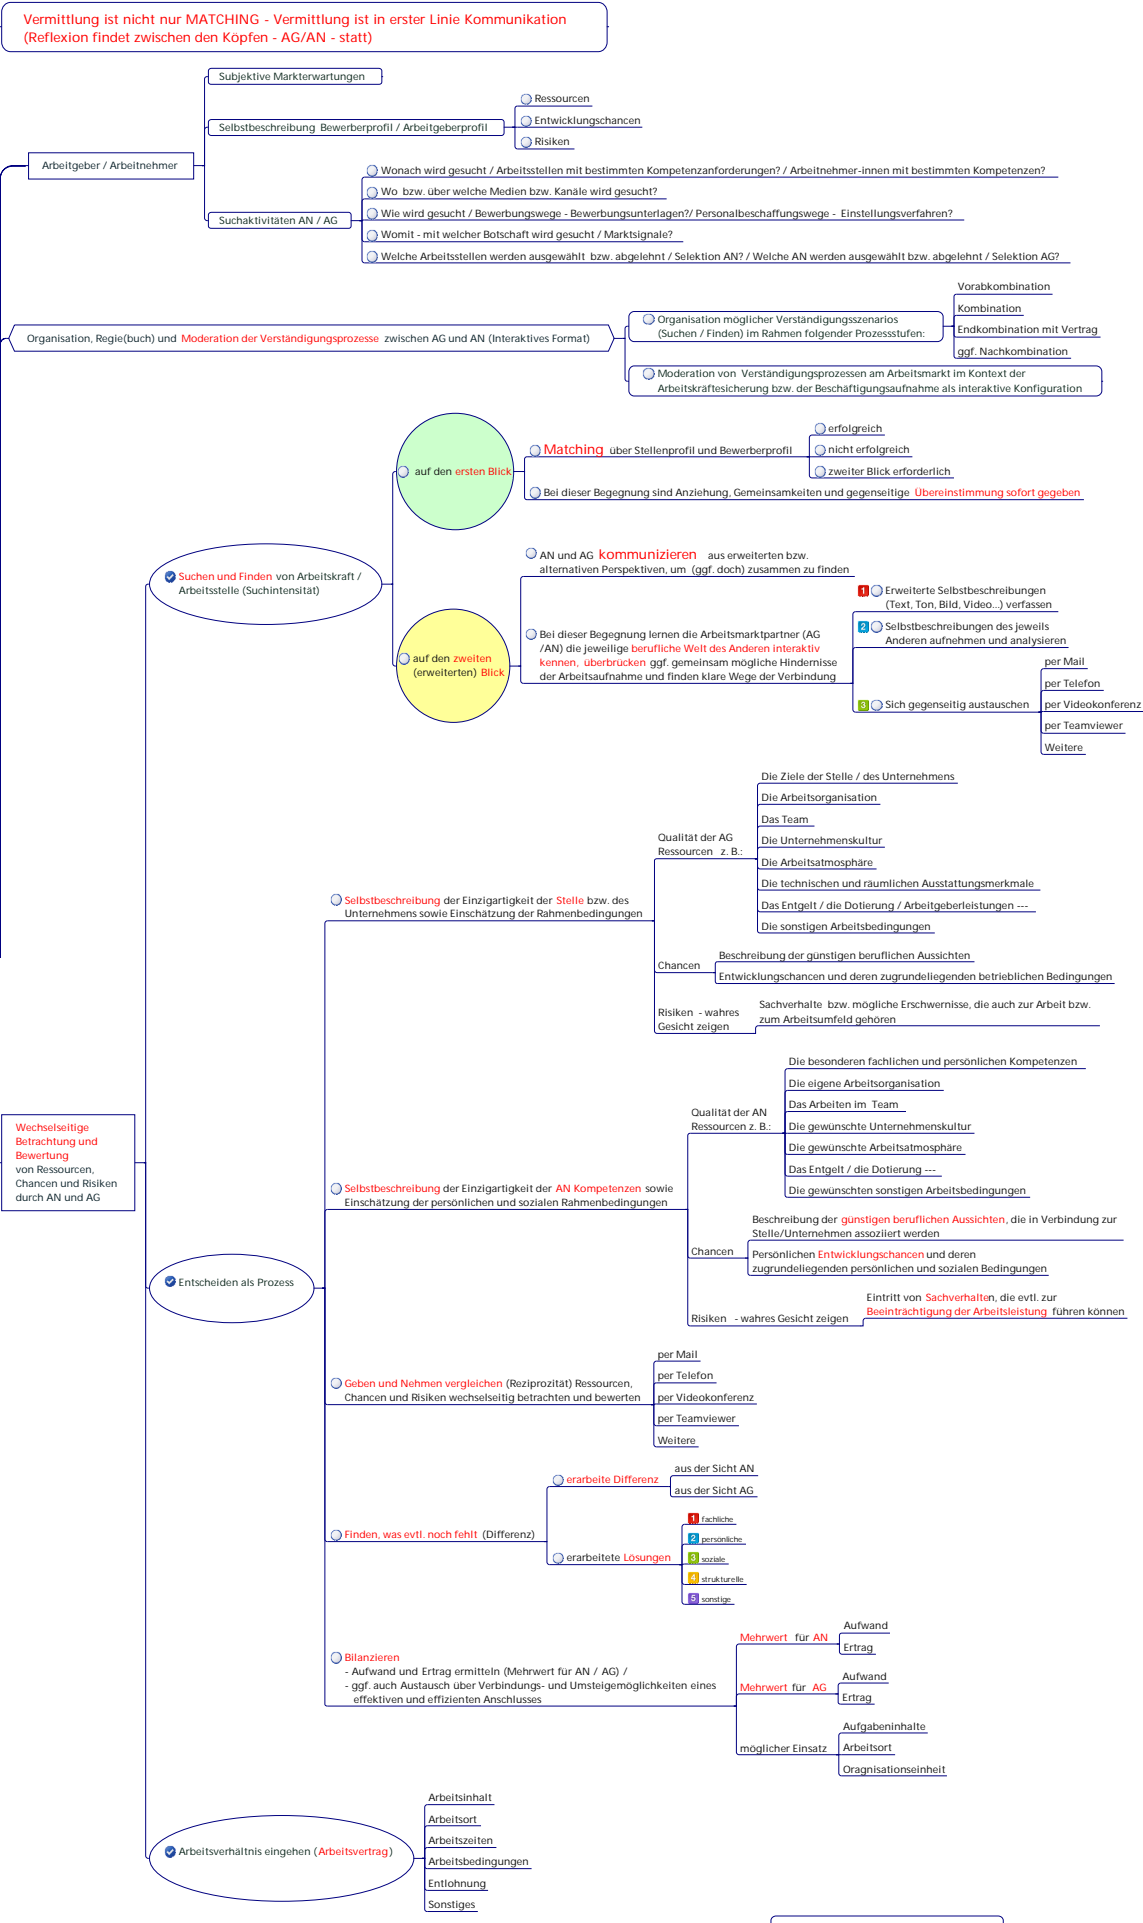 Vermittlung ist nicht nur MATCHING - Vermittlung ist in erster Linie Kommunikation
(Reflexion findet zwischen den Köpfen - AG/AN - statt)
Arbeitgeber / Arbeitnehmer
Subjektive Markterwartungen
Selbstbeschreibung Bewerberprofil / Arbeitgeberprofil
Ressourcen
Entwicklungschancen
Risiken
Suchaktivitäten AN / AG
Wonach wird gesucht / Arbeitsstellen mit bestimmten Kompetenzanforderungen? / Arbeitnehmer-innen mit bestimmten Kompetenzen?
Wo bzw. über welche Medien bzw. Kanäle wird gesucht?
Wie wird gesucht / Bewerbungswege - Bewerbungsunterlagen?/ Personalbeschaffungswege - Einstellungsverfahren?
Womit - mit welcher Botschaft wird gesucht / Marktsignale?
Welche Arbeitsstellen werden ausgewählt bzw. abgelehnt / Selektion AN? / Welche AN werden ausgewählt bzw. abgelehnt / Selektion AG?
Organisation, Regie(buch) und Moderation der Verständigungsprozesse zwischen AG und AN (Interaktives Format)
Organisation möglicher Verständigungsszenarios
(Suchen / Finden) im Rahmen folgender Prozessstufen:
Vorabkombination
Kombination
Endkombination mit Vertrag
ggf. Nachkombination
Moderation von Verständigungsprozessen am Arbeitsmarkt im Kontext der
Arbeitskräftesicherung bzw. der Beschäftigungsaufnahme als interaktive Konfiguration
Wechselseitige
Betrachtung und
Bewertung
von Ressourcen,
Chancen und Risiken
durch AN und AG
Suchen und Finden von Arbeitskraft /
Arbeitsstelle (Suchintensität)
auf den ersten Blick
Matching über Stellenprofil und Bewerberprofil
erfolgreich
nicht erfolgreich
zweiter Blick erforderlich
Bei dieser Begegnung sind Anziehung, Gemeinsamkeiten und gegenseitige Übereinstimmung sofort gegeben
auf den zweiten
(erweiterten) Blick
AN und AG kommunizieren aus erweiterten bzw.
alternativen Perspektiven, um (ggf. doch) zusammen zu finden
Bei dieser Begegnung lernen die Arbeitsmarktpartner (AG
/AN) die jeweilige berufliche Welt des Anderen interaktiv
kennen, überbrücken ggf. gemeinsam mögliche Hindernisse
der Arbeitsaufnahme und finden klare Wege der Verbindung
1 Erweiterte Selbstbeschreibungen
(Text, Ton, Bild, Video...) verfassen
2 Selbstbeschreibungen des jeweils
Anderen aufnehmen und analysieren
3 Sich gegenseitig austauschen
per Mail
per Telefon
per Videokonferenz
per Teamviewer
Weitere
Entscheiden als Prozess
Selbstbeschreibung der Einzigartigkeit der Stelle bzw. des
Unternehmens sowie Einschätzung der Rahmenbedingungen
Qualität der AG
Ressourcen z. B.:
Die Ziele der Stelle / des Unternehmens
Die Arbeitsorganisation
Das Team
Die Unternehmenskultur
Die Arbeitsatmosphäre
Die technischen und räumlichen Ausstattungsmerkmale
Das Entgelt / die Dotierung / Arbeitgeberleistungen ---
Die sonstigen Arbeitsbedingungen
Chancen
Beschreibung der günstigen beruflichen Aussichten
Entwicklungschancen und deren zugrundeliegenden betrieblichen Bedingungen
Risiken - wahres
Gesicht zeigen
Sachverhalte bzw. mögliche Erschwernisse, die auch zur Arbeit bzw.
zum Arbeitsumfeld gehören
Selbstbeschreibung der Einzigartigkeit der AN Kompetenzen sowie
Einschätzung der persönlichen und sozialen Rahmenbedingungen
Qualität der AN
Ressourcen z. B.:
Die besonderen fachlichen und persönlichen Kompetenzen
Die eigene Arbeitsorganisation
Das Arbeiten im Team
Die gewünschte Unternehmenskultur
Die gewünschte Arbeitsatmosphäre
Das Entgelt / die Dotierung ---
Die gewünschten sonstigen Arbeitsbedingungen
Chancen
Beschreibung der günstigen beruflichen Aussichten, die in Verbindung zur
Stelle/Unternehmen assoziiert werden
Persönlichen Entwicklungschancen und deren
zugrundeliegenden persönlichen und sozialen Bedingungen
Risiken - wahres Gesicht zeigen
Eintritt von Sachverhalten, die evtl. zur
Beeinträchtigung der Arbeitsleistung führen können
Geben und Nehmen vergleichen (Reziprozität) Ressourcen,
Chancen und Risiken wechselseitig betrachten und bewerten
per Mail
per Telefon
per Videokonferenz
per Teamviewer
Weitere
Finden, was evtl. noch fehlt (Differenz)
erarbeite Differenz
aus der Sicht AN
aus der Sicht AG
erarbeitete Lösungen
1 fachliche
2 persönliche
3 soziale
4 strukturelle
5 sonstige
Bilanzieren
- Aufwand und Ertrag ermitteln (Mehrwert für AN / AG) /
- ggf. auch Austausch über Verbindungs- und Umsteigemöglichkeiten eines
effektiven und effizienten Anschlusses
Mehrwert für AN
Aufwand
Ertrag
Mehrwert für AG
Aufwand
Ertrag
möglicher Einsatz
Aufgabeninhalte
Arbeitsort
Oragnisationseinheit
Arbeitsverhältnis eingehen (Arbeitsvertrag)
Arbeitsinhalt
Arbeitsort
Arbeitszeiten
Arbeitsbedingungen
Entlohnung
Sonstiges